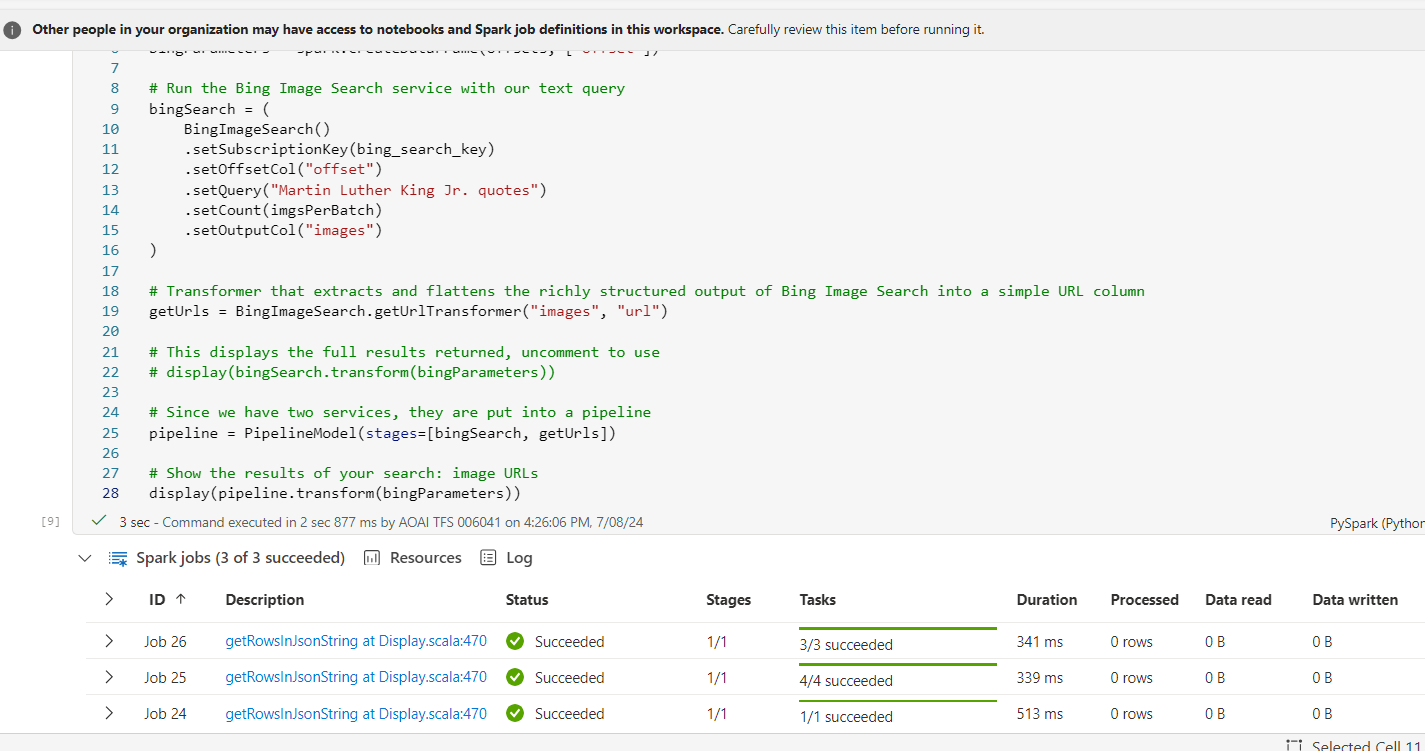 Other people in your organization may have access to notebooks and Spark job definitions in this workspace. Carefully review this item before running it.
7
8 # Run the Bing Image Search service with our text query
9 bingSearch = (
10 BingImageSearch()
11 .setSubscriptionKey(bing_search_key)
12 .setOffsetCol("offset")
13 .setQuery("Martin Luther King Jr. quotes")
14 .setCount(imgsPerBatch)
15 .setOutputCol("images")
16 )
17
18 # Transformer that extracts and flattens the richly structured output of Bing Image Search into a simple URL column
19 getUrls = BingImageSearch.getUrlTransformer("images", "url")
20
21 # This displays the full results returned, uncomment to use
22 # display(bingSearch.transform(bingParameters))
23
24 # Since we have two services, they are put into a pipeline
25 pipeline = PipelineModel(stages=[bingSearch, getUrls])
26
27 # Show the results of your search: image URLs
28 display(pipeline.transform(bingParameters))
[9] 3 sec - Command executed in 2 sec 877 ms by AOAI TFS 006041 on 4:26:06 PM, 7/08/24 PySpark (Python
Spark jobs (3 of 3 succeeded) Resources Log
ID ↑ Description Status Stages Tasks Duration Processed Data read Data written
Job 26 getRowsInJsonString at Display.scala:470 Succeeded 1/1 3/3 succeeded 341 ms 0 rows 0 B 0 B
Job 25 getRowsInJsonString at Display.scala:470 Succeeded 1/1 4/4 succeeded 339 ms 0 rows 0 B 0 B
Job 24 getRowsInJsonString at Display.scala:470 Succeeded 1/1 1/1 succeeded 513 ms 0 rows 0 B 0 B
Selected Cell 11